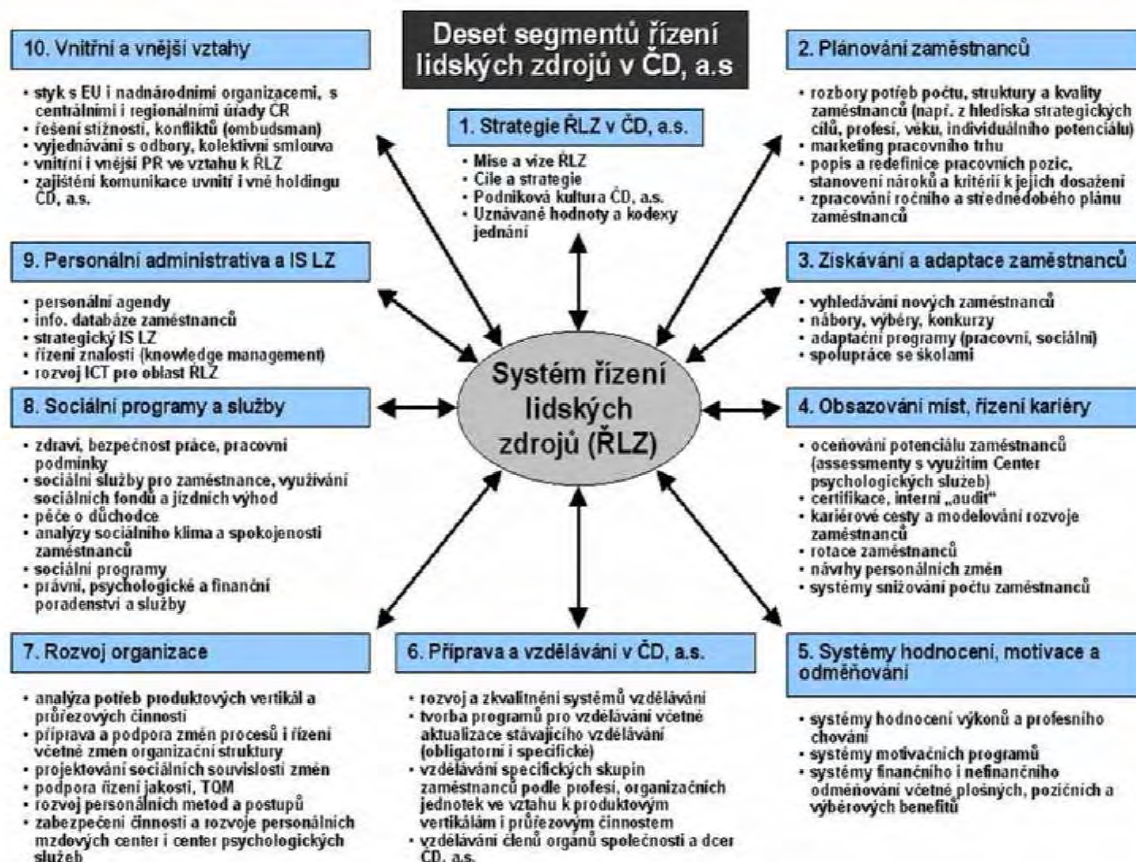 Deset segmentů řízení
lidských zdrojů v ČD, a.s
1. Strategie ŘLZ v ČD, a.s.
• Mise a vize ŘLZ
• Cíle a strategie
• Podniková kultura ČD, a.s.
• Uznávané hodnoty a kodexy
jednání
2. Plánování zaměstnanců
• rozbory potřeb počtu, struktury a kvality
zaměstnanců (např. z hlediska strategických
cílů, profesí, věku, individuálního potenciálu)
• marketing pracovního trhu
• popis a redefinice pracovních pozic,
stanovení nároků a kritérií k jejich dosažení
• zpracování ročního a střednědobého plánu
zaměstnanců
3. Získávání a adaptace zaměstnanců
• vyhledávání nových zaměstnanců
• nábory, výběry, konkurzy
• adaptační programy (pracovní, sociální)
• spolupráce se školami
4. Obsazování míst, řízení kariéry
• oceňování potenciálu zaměstnanců
(assessmenty s využitím Center
psychologických služeb)
• certifikace, interní „audit“
• kariérové cesty a modelování rozvoje
zaměstnanců
• rotace zaměstnanců
• návrhy personálních změn
• systémy snižování počtu zaměstnanců
5. Systémy hodnocení, motivace a
odměňování
• systémy hodnocení výkonů a profesního
chování
• systémy motivačních programů
• systémy finančního i nefinančního
odměňování včetně plošných, pozičních a
výběrových benefitů
6. Příprava a vzdělávání v ČD, a.s.
• rozvoj a zkvalitnění systémů vzdělávání
• tvorba programů pro vzdělávání včetně
aktualizace stávajícího vzdělávání
(obligatorní i specifické)
• vzdělávání specifických skupin
zaměstnanců podle profesí, organizačních
jednotek ve vztahu k produktovým
vertikálám i průřezovým činnostem
• vzdělávání členů orgánů společnosti a dcer
ČD, a.s.
7. Rozvoj organizace
• analýza potřeb produktových vertikál a
průřezových činností
• příprava a podpora změn procesů i řízení
včetně změn organizační struktury
• projektování sociálních souvislostí změn
• podpora řízení jakosti, TQM
• rozvoj personálních metod a postupů
• zabezpečení činnosti a rozvoje personálních
mzdových center i center psychologických
služeb
8. Sociální programy a služby
• zdraví, bezpečnost práce, pracovní
podmínky
• sociální služby pro zaměstnance, využívání
sociálních fondů a jízdních výhod
• péče o důchodce
• analýzy sociálního klima a spokojenosti
zaměstnanců
• sociální programy
• právní, psychologické a finanční
poradenství a služby
9. Personální administrativa a IS LZ
• personální agendy
• info. databáze zaměstnanců
• strategický IS LZ
• řízení znalostí (knowledge management)
• rozvoj ICT pro oblast ŘLZ
10. Vnitřní a vnější vztahy
• styk s EU i nadnárodními organizacemi, s
centrálními i regionálními úřady ČR
• řešení stížností, konfliktů (ombudsman)
• vyjednávání s odbory, kolektivní smlouva
• vnitřní i vnější PR ve vztahu k ŘLZ
• zajištění komunikace uvnitř i vně holdingu
ČD, a.s.
Systém řízení
lidských
zdrojů (ŘLZ)